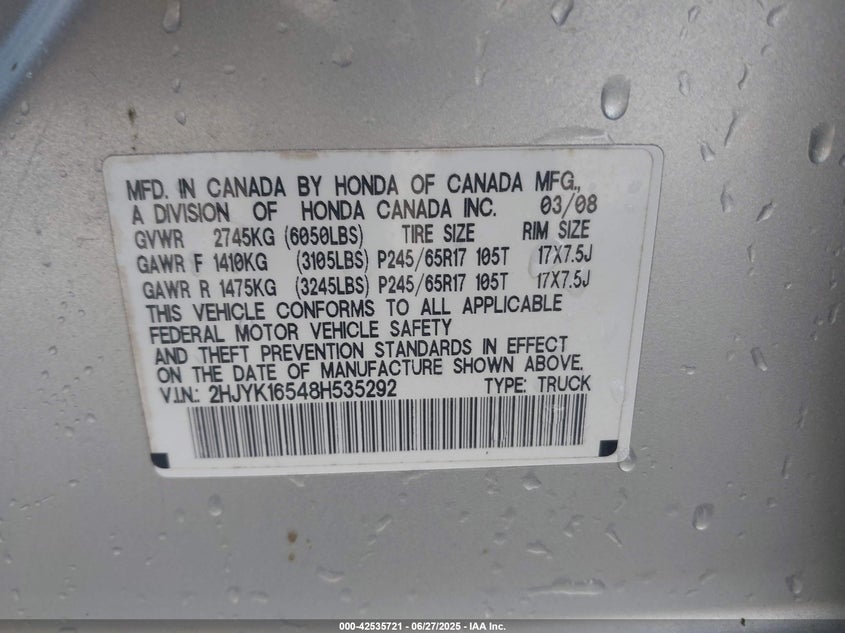 MFD. IN CANADA BY HONDA OF CANADA MFG.,
A DIVISION OF HONDA CANADA INC. 03/08
GVWR 2745KG (6050LBS) TIRE SIZE RIM SIZE
GAWR F 1410KG (3105LBS) P245/65R17 105T 17X7.5J
GAWR R 1475KG (3245LBS) P245/65R17 105T 17X7.5J
THIS VEHICLE CONFORMS TO ALL APPLICABLE
FEDERAL MOTOR VEHICLE SAFETY
AND THEFT PREVENTION STANDARDS IN EFFECT
ON THE DATE OF MANUFACTURE SHOWN ABOVE.
V.I.N: 2HJYK16548H535292 TYPE: TRUCK
000-42535721 - 06/27/2025 - IAA Inc.